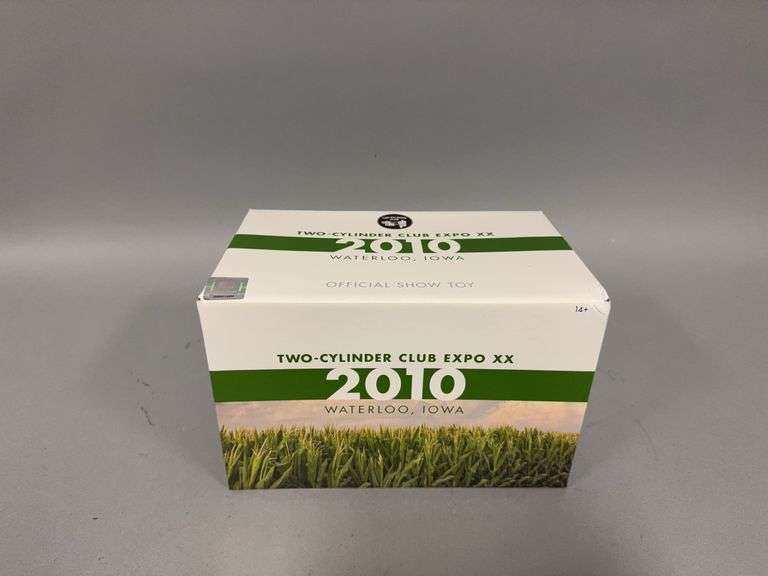 TWO-CYLINDER CLUB EXPO XX
2010
WATERLOO, IOWA
OFFICIAL SHOW TOY
14+
TWO-CYLINDER CLUB EXPO XX
2010
WATERLOO, IOWA